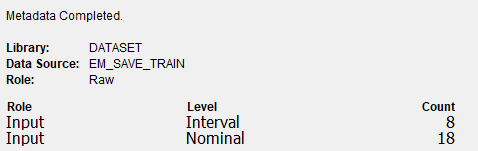 Metadata Completed.
Library: DATASET
Data Source: EM_SAVE_TRAIN
Role: Raw
Role Level Count
Input Interval 8
Input Nominal 18